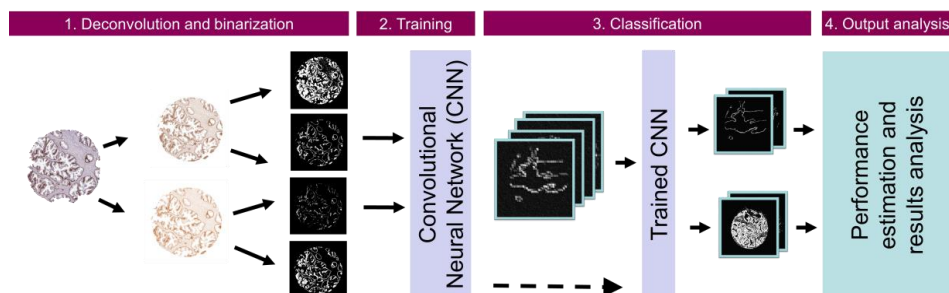 1. Deconvolution and binarization
2. Training
3. Classification
4. Output analysis
Convolutional
Neural Network (CNN)
Trained CNN
Performance
estimation and
results analysis